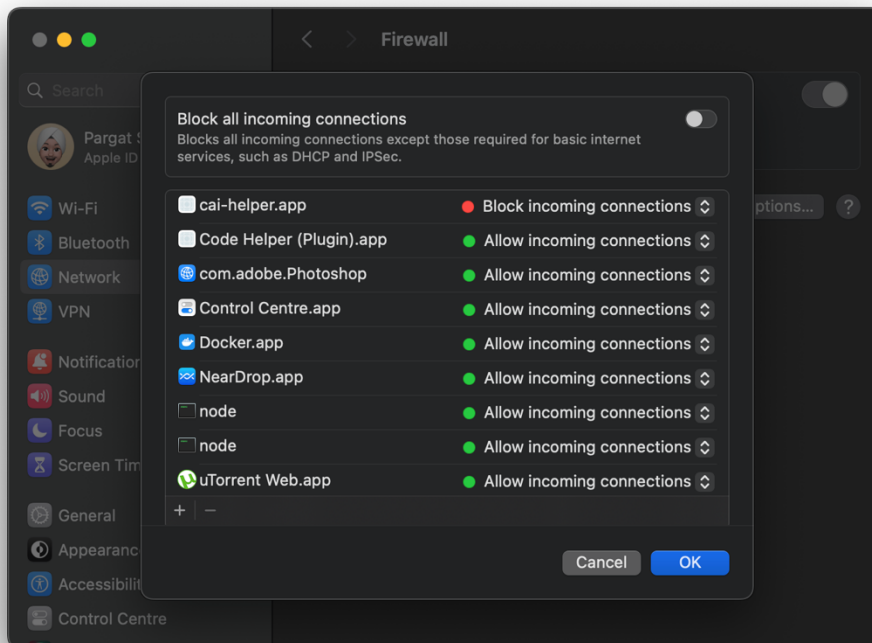 Firewall
Search
Pargat S
Apple ID
Wi-Fi
Bluetooth
Network
VPN
Notification
Sound
Focus
Screen Tim
General
Appearanc
Accessibilit
Control Centre
ptions...
?
Block all incoming connections
Blocks all incoming connections except those required for basic internet
services, such as DHCP and IPSec.
cai-helper.app Block incoming connections
Code Helper (Plugin).app Allow incoming connections
com.adobe.Photoshop Allow incoming connections
Control Centre.app Allow incoming connections
Docker.app Allow incoming connections
NearDrop.app Allow incoming connections
node Allow incoming connections
node Allow incoming connections
uTorrent Web.app Allow incoming connections
+ −
Cancel OK